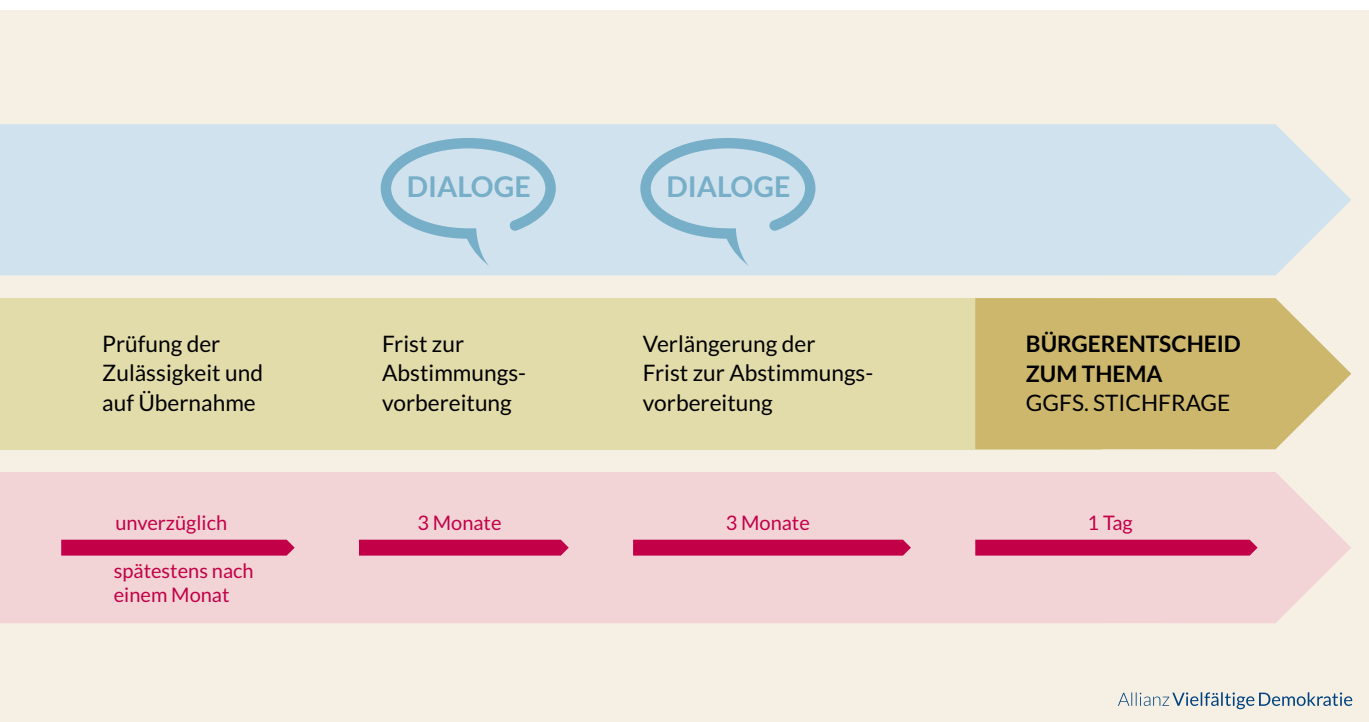 DIALOGE
DIALOGE
Prüfung der
Zulässigkeit und
auf Übernahme
Frist zur
Abstimmungs-
vorbereitung
Verlängerung der
Frist zur Abstimmungs-
vorbereitung
BÜRGERENTSCHEID
ZUM THEMA
GGFS. STICHFRAGE
unverzüglich
spätestens nach
einem Monat
3 Monate
3 Monate
1 Tag
Allianz Vielfältige Demokratie